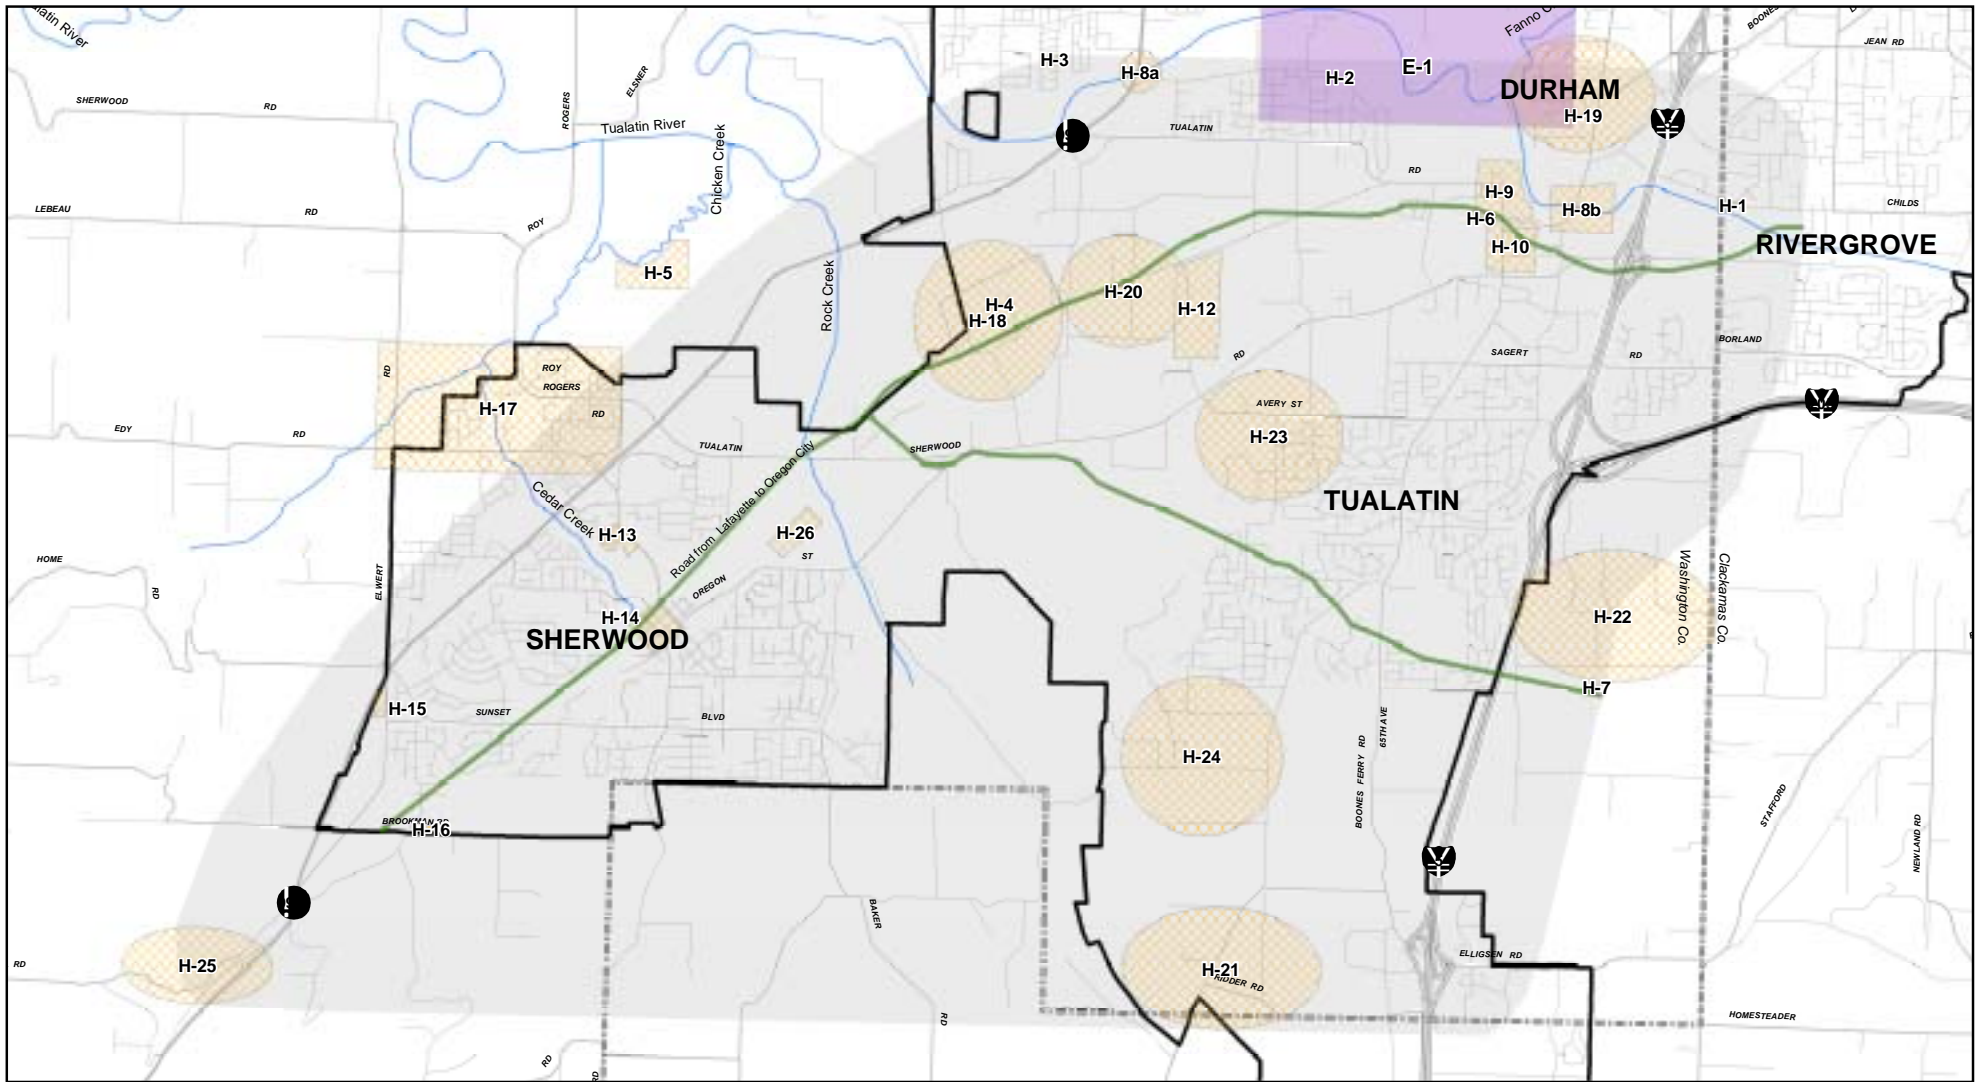 Tualatin River
SHERWOOD
RD
ROGERS
ELSNER
Tualatin River
Chicken Creek
H-3
H-8a
H-2
E-1
Fanno
DURHAM
H-19
BOONES
JEAN RD
TUALATIN
RD
LEBEAU
RD
ROY
H-5
Rock Creek
H-9
H-6
H-8b
H-10
H-1
CHILDS
RIVERGROVE
H-4
H-18
H-20
H-12
RD
SAGERT
RD
BORLAND
RD
ROY
ROGERS
RD
H-17
EDY
RD
TUALATIN
SHERWOOD
AVERY ST
H-23
TUALATIN
Cedar Creek
H-13
Road from Lafayette to Oregon City
H-26
ST
OREGON
HOME
RD
ELWERT
H-14
SHERWOOD
H-15
SUNSET
BLVD
H-22
Washington Co.
Clackamas Co.
H-7
H-24
BOONES FERRY RD
65TH AVE
STAFFORD
NEWLAND RD
BROOKMAN RD
H-16
BAKER
RD
H-25
RD
H-21
RIDDER RD
ELLIGSEN RD
HOMESTEADER
RD
RD